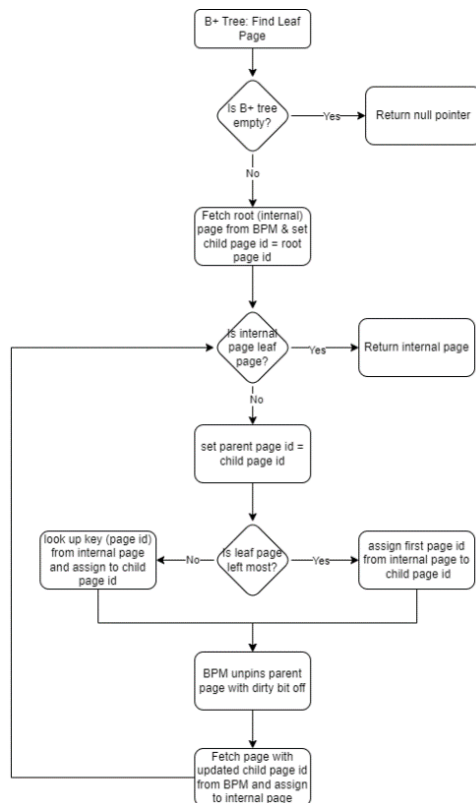 B+ Tree: Find Leaf
Page
Is B+ tree
empty?
Yes
Return null pointer
No
Fetch root (internal)
page from BPM & set
child page id = root
page id
Is internal
page leaf
page?
Yes
Return internal page
No
set parent page id =
child page id
look up key (page id)
from internal page
and assign to child
page id
No
Is leaf page
left most?
Yes
assign first page id
from internal page to
child page id
BPM unpins parent
page with dirty bit off
Fetch page with
updated child page id
from BPM and assign
to internal page